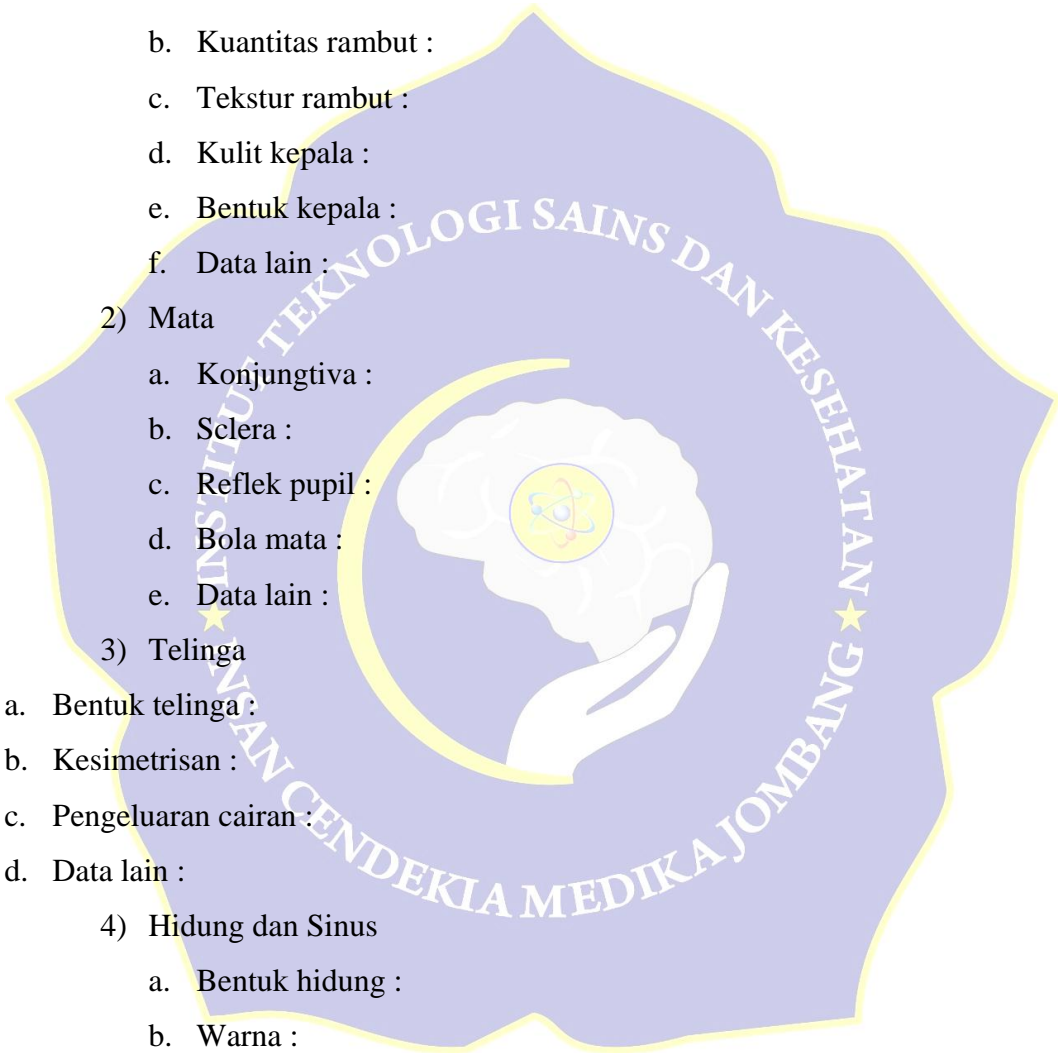 b. Kuantitas rambut :
c. Tekstur rambut :
d. Kulit kepala :
e. Bentuk kepala :
f. Data lain :
2) Mata
a. Konjungtiva :
b. Sclera :
c. Reflek pupil :
d. Bola mata :
e. Data lain :
3) Telinga
a. Bentuk telinga :
b. Kesimetrisan :
c. Pengeluaran cairan :
d. Data lain :
4) Hidung dan Sinus
a. Bentuk hidung :
b. Warna :
INSTITUT TEKNOLOGI SAINS DAN KESEHATAN
INSAN CENDEKIA MEDIKA JOMBANG